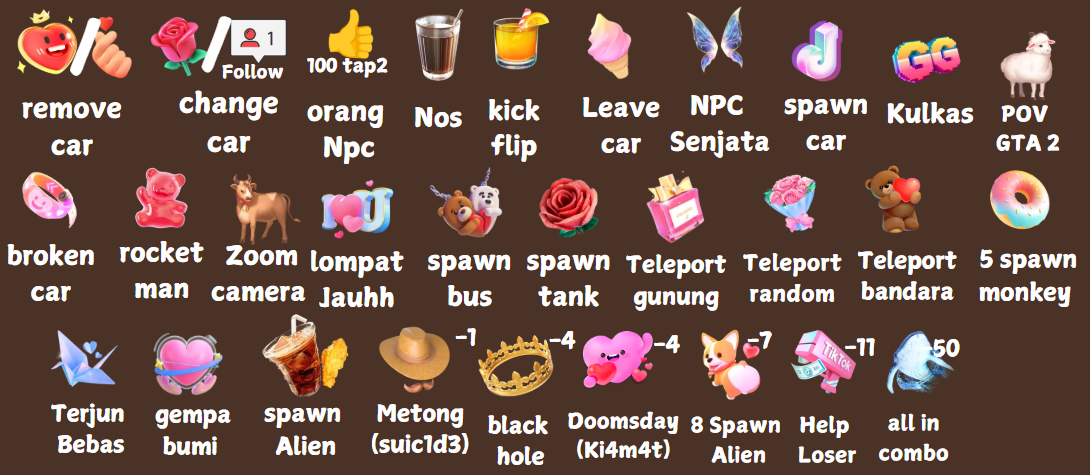 1
Follow
100 tap2
remove
car
change
car
orang
Npc
Nos
kick
flip
Leave
car
NPC
Senjata
spawn
car
GG
Kulkas
POV
GTA 2
broken
car
rocket
man
Zoom
camera
U
lompat
Jauhh
spawn
bus
spawn
tank
Teleport
gunung
Teleport
random
Teleport
bandara
5 spawn
monkey
Terjun
Bebas
gempa
bumi
spawn
Alien
-1
Metong
(suic1d3)
-4
black
hole
-4
Doomsday
(Ki4m4t)
-7
8 Spawn
Alien
TikTok
-11
Help
Loser
-50
all in
combo